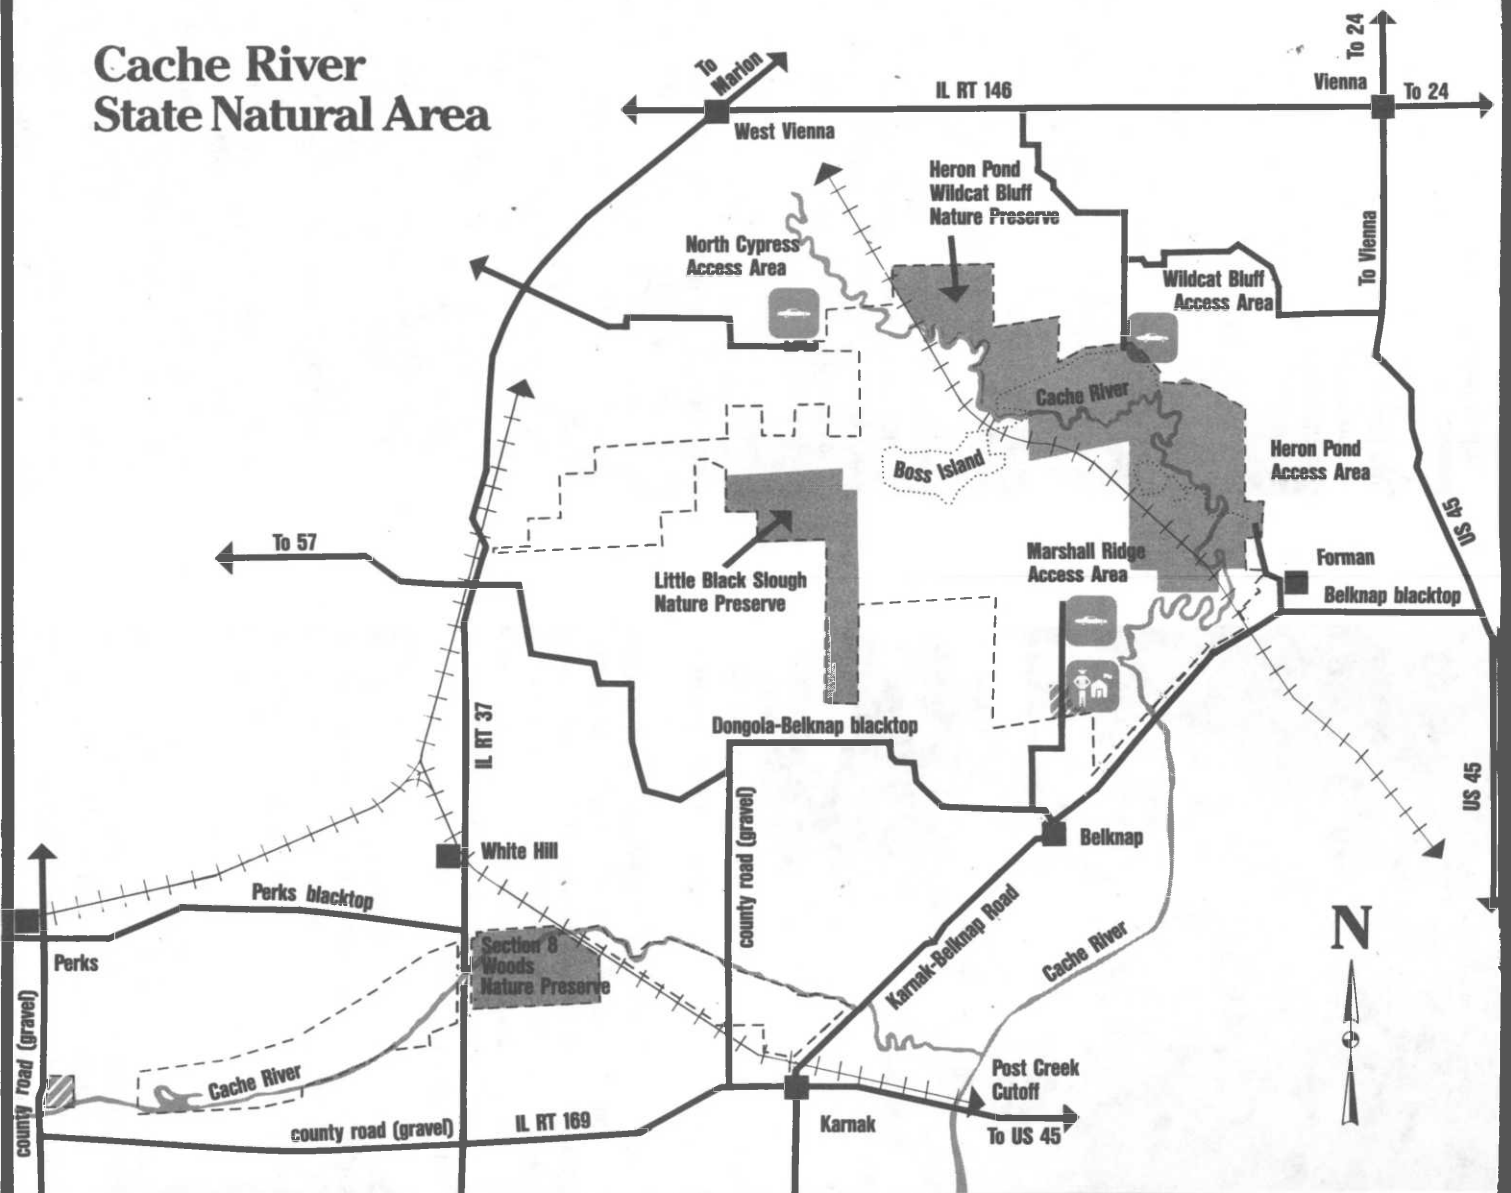 Cache River
State Natural Area
To
Marion
To 24
Vienna
To 24
IL RT 146
West Vienna
Heron Pond
Wildcat Bluff
Nature Preserve
To Vienna
North Cypress
Access Area
Wildcat Bluff
Access Area
Cache River
Boss Island
Heron Pond
Access Area
US 45
To 57
Marshall Ridge
Access Area
Forman
Little Black Slough
Nature Preserve
Belknap blacktop
IL RT 37
Dongola-Belknap blacktop
US 45
county road (gravel)
White Hill
Belknap
Perks blacktop
Karnak-Belknap Road
Cache River
N
Section 8
Woods
Nature Preserve
Perks
county road (gravel)
Cache River
Post Creek
Cutoff
county road (gravel)
IL RT 169
Karnak
To US 45